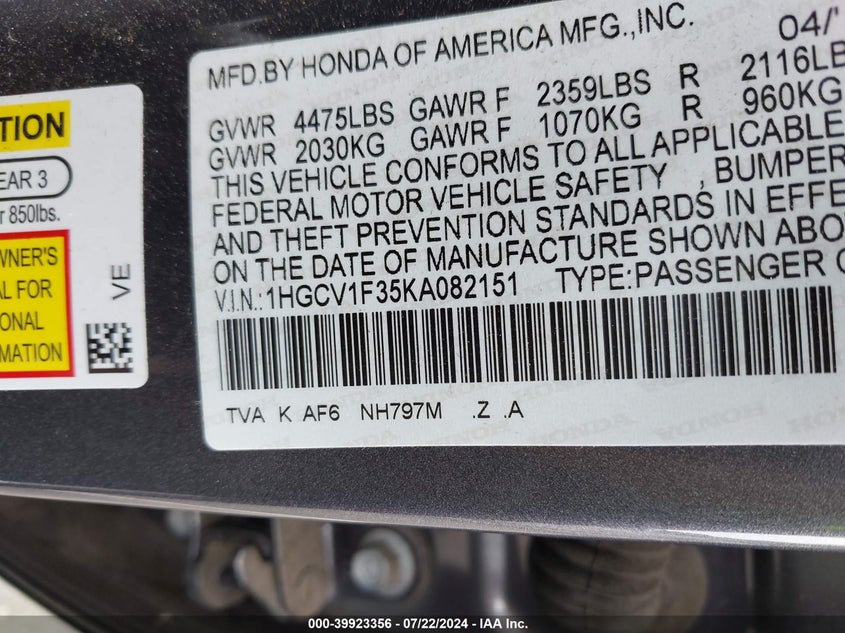 MFD.BY HONDA OF AMERICA MFG.,INC. 04/
GVWR 4475LBS GAWR F 2359LBS R 2116LB
GVWR 2030KG GAWR F 1070KG R 960KG
THIS VEHICLE CONFORMS TO ALL APPLICABLE
FEDERAL MOTOR VEHICLE SAFETY , BUMPER
AND THEFT PREVENTION STANDARDS IN EFFE
ON THE DATE OF MANUFACTURE SHOWN ABO
V.I.N.:1HGCV1F35KA082151 TYPE:PASSENGER C
TVA K AF6 NH797M .Z .A
TION
EAR 3
r 850lbs.
WNER'S
AL FOR
ONAL
MATION
VE
000-39923356 / 07/22/2024 - IAA Inc.